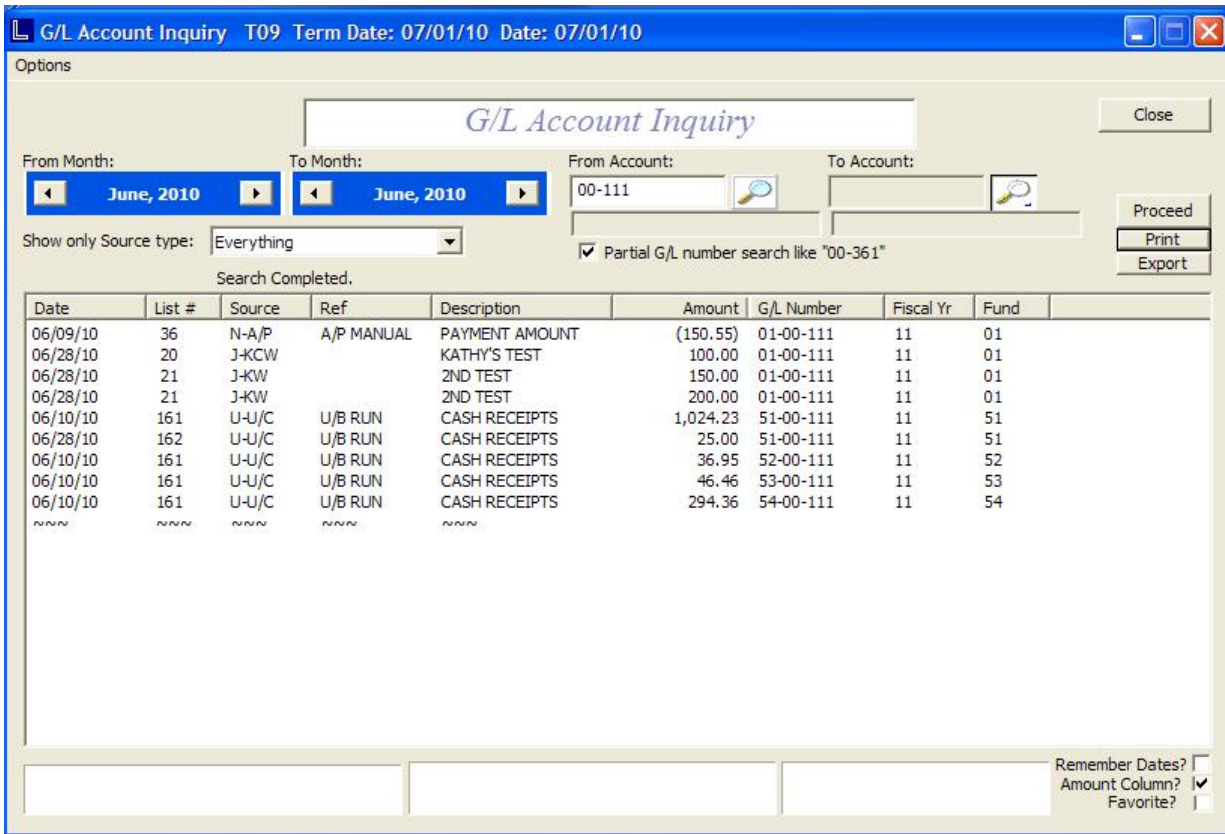 G/L Account Inquiry T09 Term Date: 07/01/10 Date: 07/01/10
Options
G/L Account Inquiry
Close
From Month: To Month: From Account: To Account:
June, 2010 June, 2010 00-111
Proceed
Show only Source type: Everything
Print
Partial G/L number search like "00-361"
Export
Search Completed.
Date List # Source Ref Description Amount G/L Number Fiscal Yr Fund
06/09/10 36 N-A/P A/P MANUAL PAYMENT AMOUNT (150.55) 01-00-111 11 01
06/28/10 20 J-KCW KATHY'S TEST 100.00 01-00-111 11 01
06/28/10 21 J-KW 2ND TEST 150.00 01-00-111 11 01
06/28/10 21 J-KW 2ND TEST 200.00 01-00-111 11 01
06/10/10 161 U-U/C U/B RUN CASH RECEIPTS 1,024.23 51-00-111 11 51
06/28/10 162 U-U/C U/B RUN CASH RECEIPTS 25.00 51-00-111 11 51
06/10/10 161 U-U/C U/B RUN CASH RECEIPTS 36.95 52-00-111 11 52
06/10/10 161 U-U/C U/B RUN CASH RECEIPTS 46.46 53-00-111 11 53
06/10/10 161 U-U/C U/B RUN CASH RECEIPTS 294.36 54-00-111 11 54
~~~ ~~~ ~~~ ~~~ ~~~
Remember Dates?
Amount Column?
Favorite?